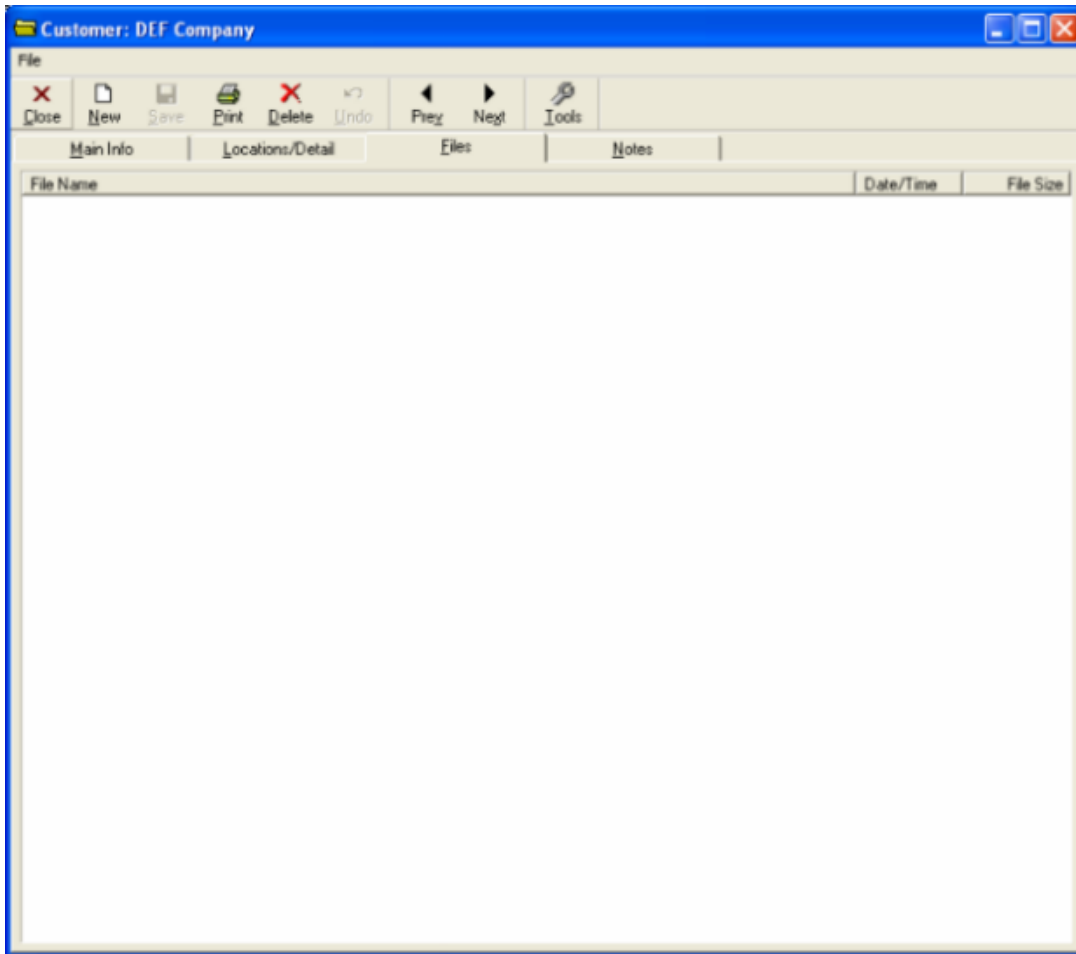 Customer: DEF Company
File
Close New Save Print Delete Undo Prev Next Tools
Main Info Locations/Detail Files Notes
File Name Date/Time File Size